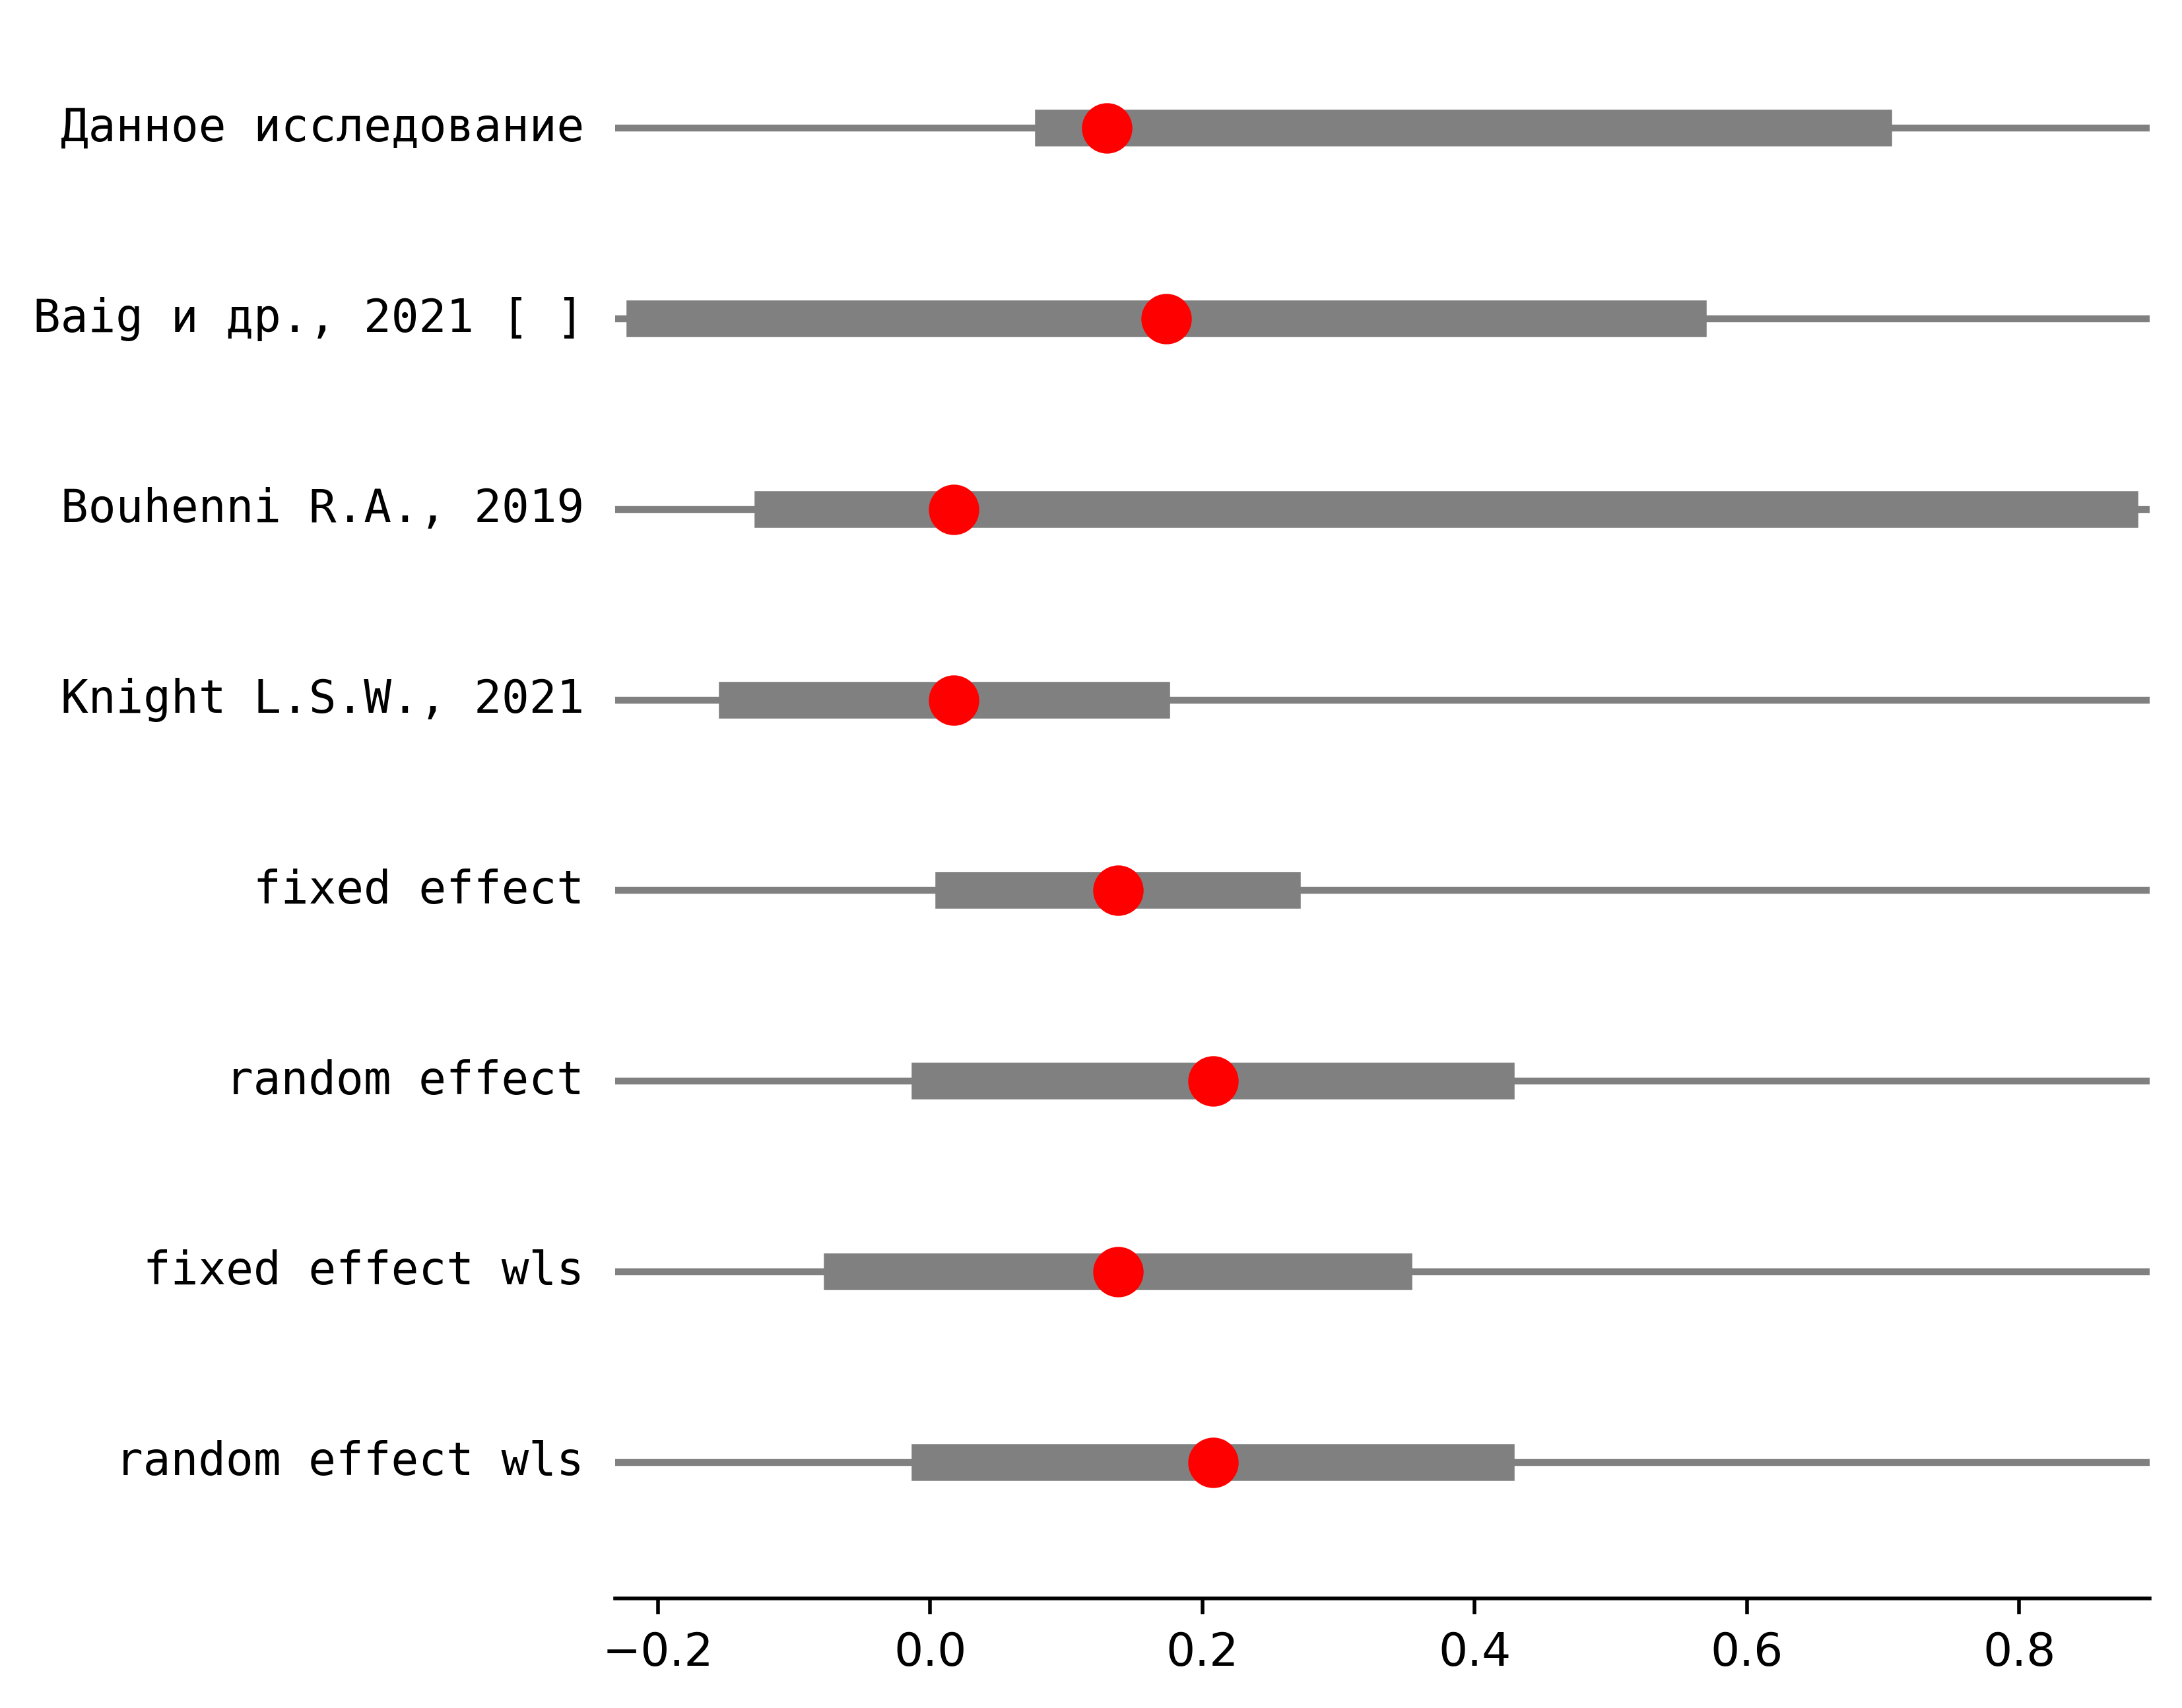 Данное исследование
Baig и др., 2021 [ ]
Bouhenni R.A., 2019
Knight L.S.W., 2021
fixed effect
random effect
fixed effect wls
random effect wls
−0.2 0.0 0.2 0.4 0.6 0.8